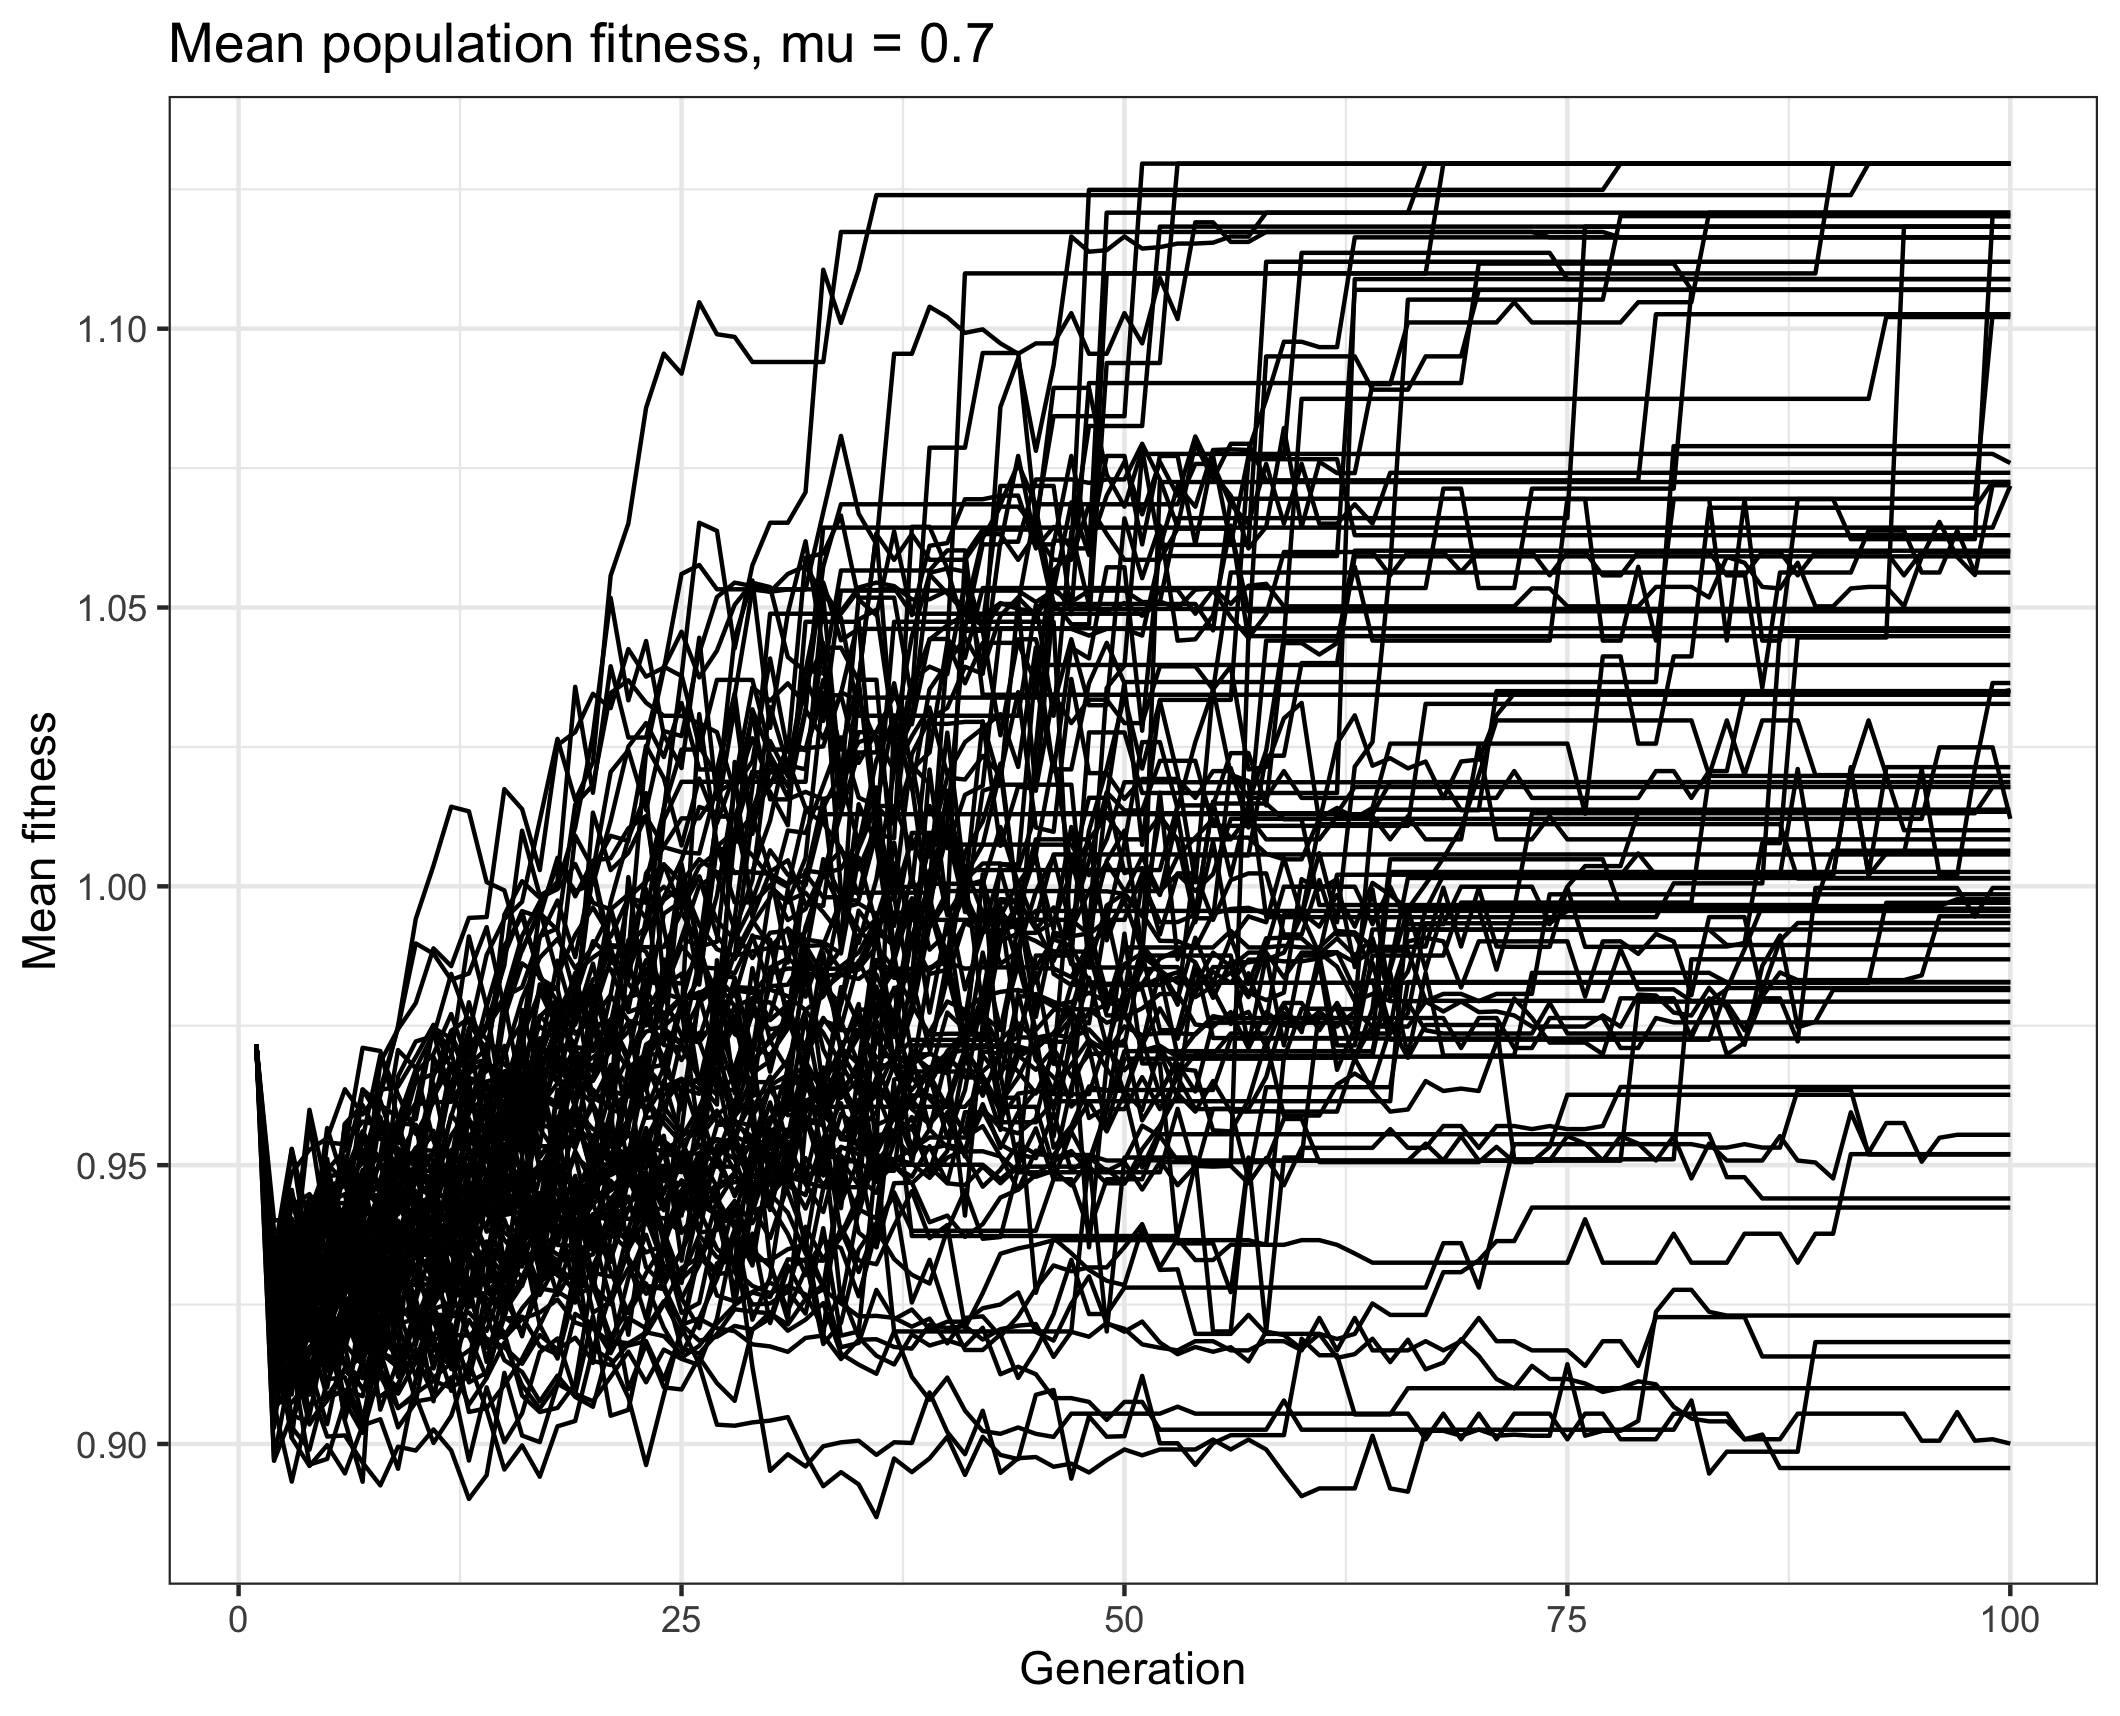 Mean population fitness, mu = 0.7
Mean fitness
1.10
1.05
1.00
0.95
0.90
0 25 50 75 100
Generation